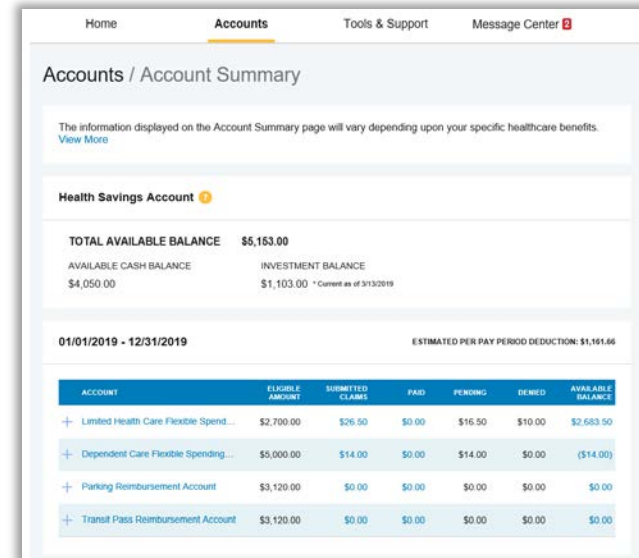 Home Accounts Tools & Support Message Center 2
Accounts / Account Summary
The information displayed on the Account Summary page will vary depending upon your specific healthcare benefits.
View More
Health Savings Account ?
TOTAL AVAILABLE BALANCE $5,153.00
AVAILABLE CASH BALANCE INVESTMENT BALANCE
$4,050.00 $1,103.00 * Current as of 3/13/2019
01/01/2019 - 12/31/2019 ESTIMATED PER PAY PERIOD DEDUCTION: $1,161.66
ACCOUNT ELIGIBLE AMOUNT SUBMITTED CLAIMS PAID PENDING DENIED AVAILABLE BALANCE
+ Limited Health Care Flexible Spend... $2,700.00 $26.50 $0.00 $16.50 $10.00 $2,683.50
+ Dependent Care Flexible Spending... $5,000.00 $14.00 $0.00 $14.00 $0.00 ($14.00)
+ Parking Reimbursement Account $3,120.00 $0.00 $0.00 $0.00 $0.00 $0.00
+ Transit Pass Reimbursement Account $3,120.00 $0.00 $0.00 $0.00 $0.00 $0.00